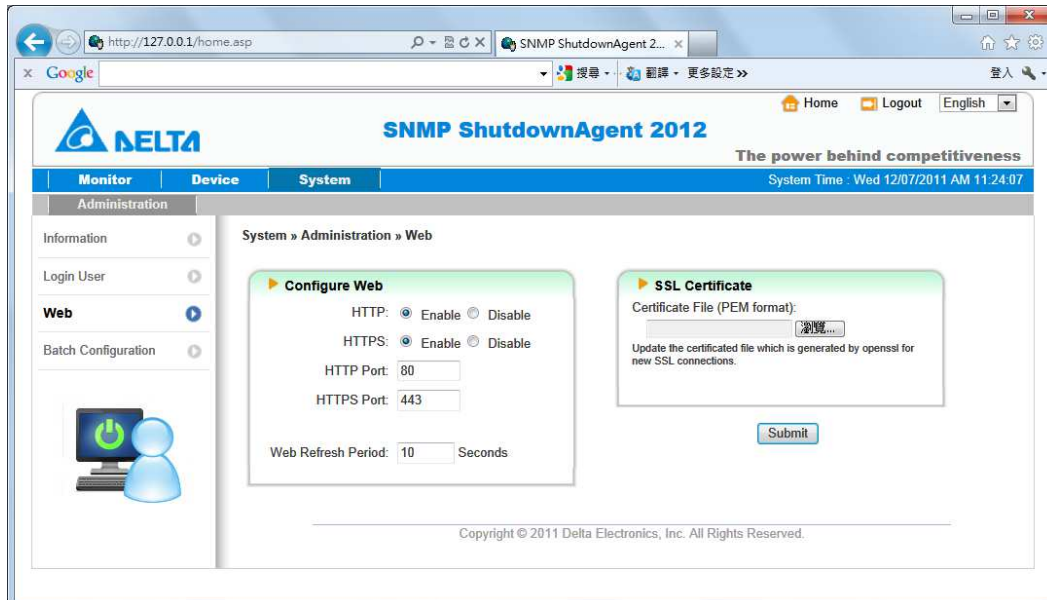 http://127.0.0.1/home.asp
SNMP ShutdownAgent 2...
Google
搜尋
翻譯
更多設定 »
登入
DELTA
SNMP ShutdownAgent 2012
Home
Logout
English
The power behind competitiveness
Monitor
Device
System
System Time : Wed 12/07/2011 AM 11:24:07
Administration
Information
Login User
Web
Batch Configuration
System » Administration » Web
Configure Web
HTTP: Enable Disable
HTTPS: Enable Disable
HTTP Port: 80
HTTPS Port: 443
Web Refresh Period: 10 Seconds
SSL Certificate
Certificate File (PEM format):
瀏覽...
Update the certificated file which is generated by openssl for
new SSL connections.
Submit
Copyright © 2011 Delta Electronics, Inc. All Rights Reserved.